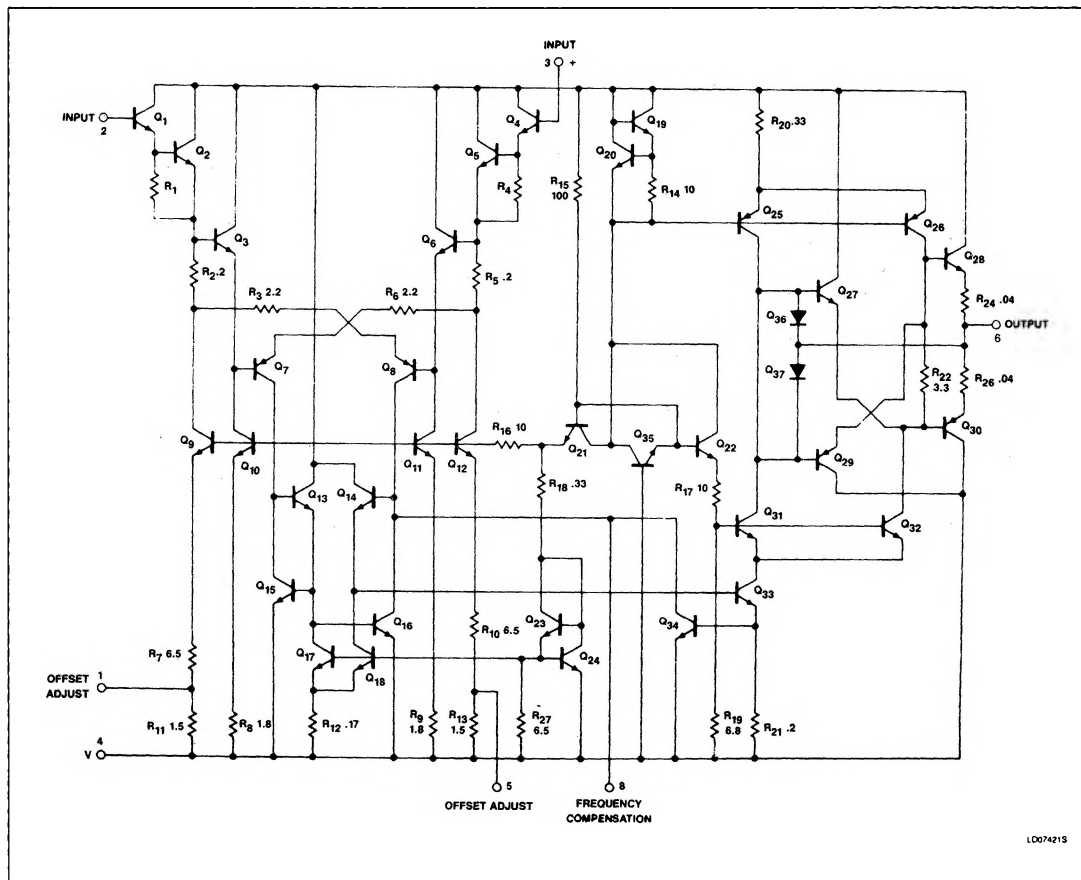 INPUT
3 +
INPUT
2
Q1
Q2
R1
Q3
R2 .2
R3 2.2
R6 2.2
Q4
Q5
R4
Q6
R5 .2
R15
100
Q19
Q20
R14 10
R20 .33
Q25
Q26
Q28
Q27
R24 .04
Q36
OUTPUT
6
Q37
R22
3.3
R26 .04
Q7
Q8
Q29
Q30
Q9
Q10
Q11
Q12
R16 10
Q21
Q35
Q22
R18 .33
R17 10
Q13
Q14
Q31
Q32
Q15
Q16
Q33
Q34
R10 6.5
Q23
Q24
Q17
Q18
R7 6.5
OFFSET
ADJUST
1
R11 1.5
R8 1.8
R12 .17
R9
1.8
R13
1.5
R27
6.5
R19
6.8
R21 .2
V
4
5
OFFSET ADJUST
8
FREQUENCY
COMPENSATION
LD07421S